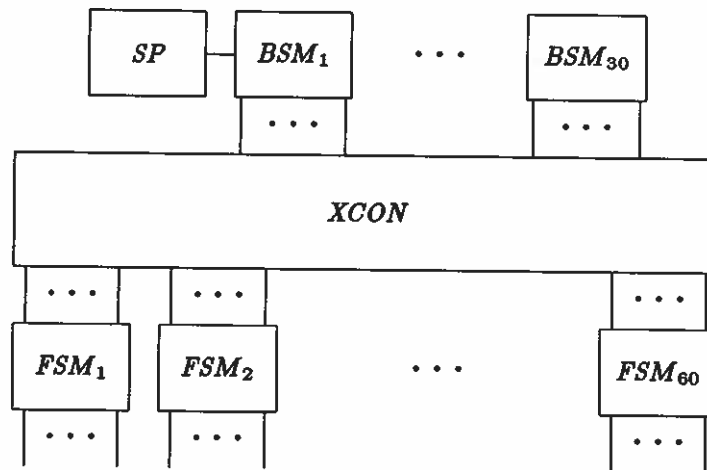 SP BSM₁ • • • BSM₃₀
• • • • • •
XCON
• • • • • • • • •
FSM₁ FSM₂ • • • FSM₆₀
• • • • • • • • •